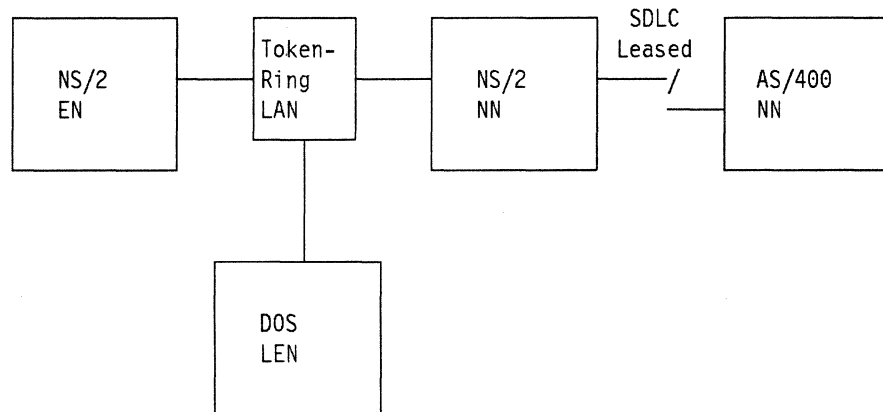 NS/2
EN
Token-
Ring
LAN
NS/2
NN
SDLC
Leased
AS/400
NN
DOS
LEN